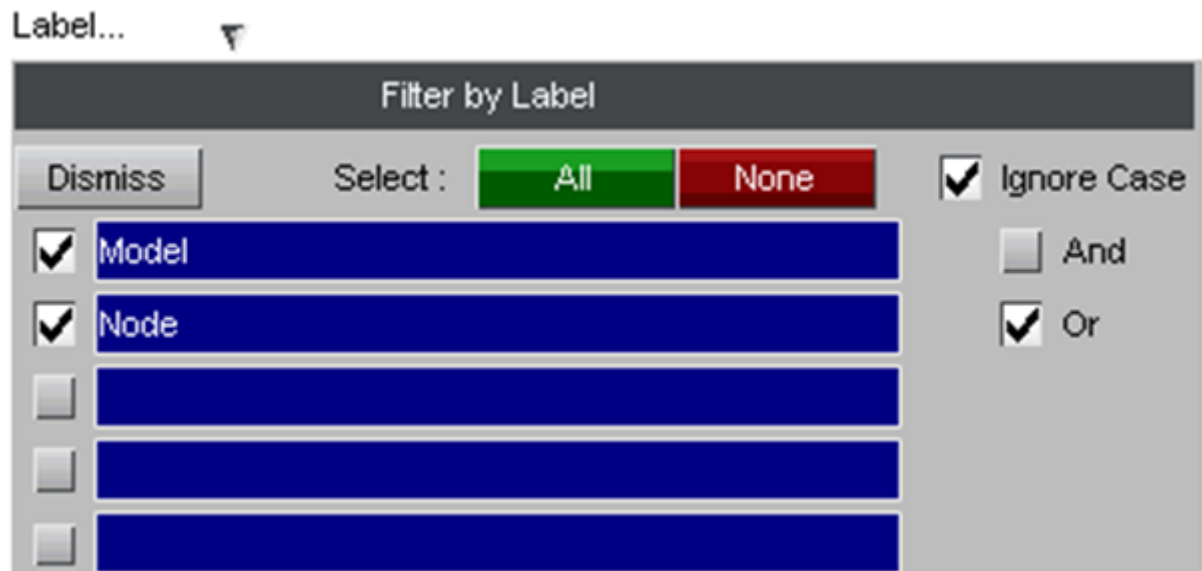 Label...
Filter by Label
Dismiss Select : All None Ignore Case
Model And
Node Or